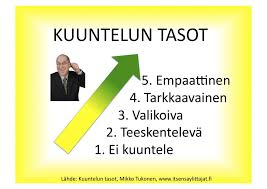 KUUNTELUN TASOT
5. Empaattinen
4. Tarkkaavainen
3. Valikoiva
2. Teeskentelevä
1. Ei kuuntele
Lähde: Kuuntelun tasot, Mikko Tukonen, www.itsensaylittajat.fi